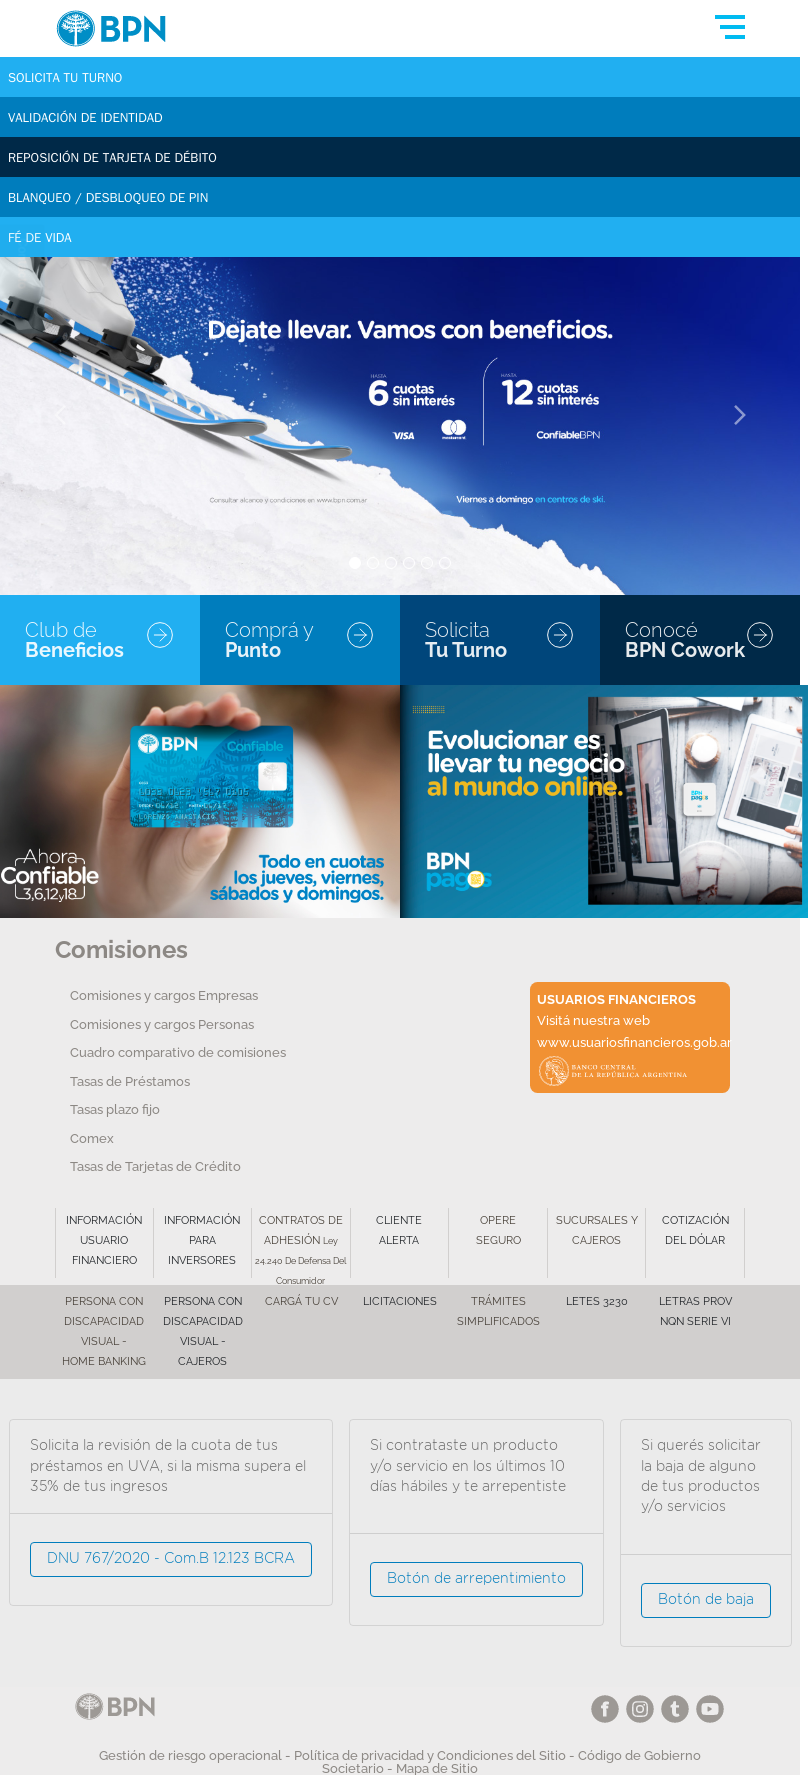 BPN
SOLICITA TU TURNO
VALIDACIÓN DE IDENTIDAD
REPOSICIÓN DE TARJETA DE DÉBITO
BLANQUEO / DESBLOQUEO DE PIN
FÉ DE VIDA
Dejate llevar. Vamos con beneficios.
HASTA
6 cuotas
sin interés
VISA
mastercard
HASTA
12 cuotas
sin interés
ConfiableBPN
Consultar alcance y condiciones en www.bpn.com.ar
Viernes a domingo en centros de ski.
Club de
Beneficios
Comprá y
Punto
Solicita
Tu Turno
Conocé
BPN Cowork
BPN
Confiable
Ahora
Confiable
3,6,12,18
Todo en cuotas
los jueves, viernes,
sábados y domingos.
Evolucionar es
llevar tu negocio
al mundo online.
BPN
pagos
Comisiones
Comisiones y cargos Empresas
Comisiones y cargos Personas
Cuadro comparativo de comisiones
Tasas de Préstamos
Tasas plazo fijo
Comex
Tasas de Tarjetas de Crédito
USUARIOS FINANCIEROS
Visitá nuestra web
www.usuariosfinancieros.gob.ar
BANCO CENTRAL
DE LA REPÚBLICA ARGENTINA
INFORMACIÓN
USUARIO
FINANCIERO
INFORMACIÓN
PARA
INVERSORES
CONTRATOS DE
ADHESIÓN Ley
24.240 De Defensa Del
Consumidor
CLIENTE
ALERTA
OPERE
SEGURO
SUCURSALES Y
CAJEROS
COTIZACIÓN
DEL DÓLAR
PERSONA CON
DISCAPACIDAD
VISUAL -
HOME BANKING
PERSONA CON
DISCAPACIDAD
VISUAL -
CAJEROS
CARGÁ TU CV
LICITACIONES
TRÁMITES
SIMPLIFICADOS
LETES 3230
LETRAS PROV
NQN SERIE VI
Solicita la revisión de la cuota de tus
préstamos en UVA, si la misma supera el
35% de tus ingresos
DNU 767/2020 - Com.B 12.123 BCRA
Si contrataste un producto
y/o servicio en los últimos 10
días hábiles y te arrepentiste
Botón de arrepentimiento
Si querés solicitar
la baja de alguno
de tus productos
y/o servicios
Botón de baja
BPN
Gestión de riesgo operacional - Política de privacidad y Condiciones del Sitio - Código de Gobierno
Societario - Mapa de Sitio